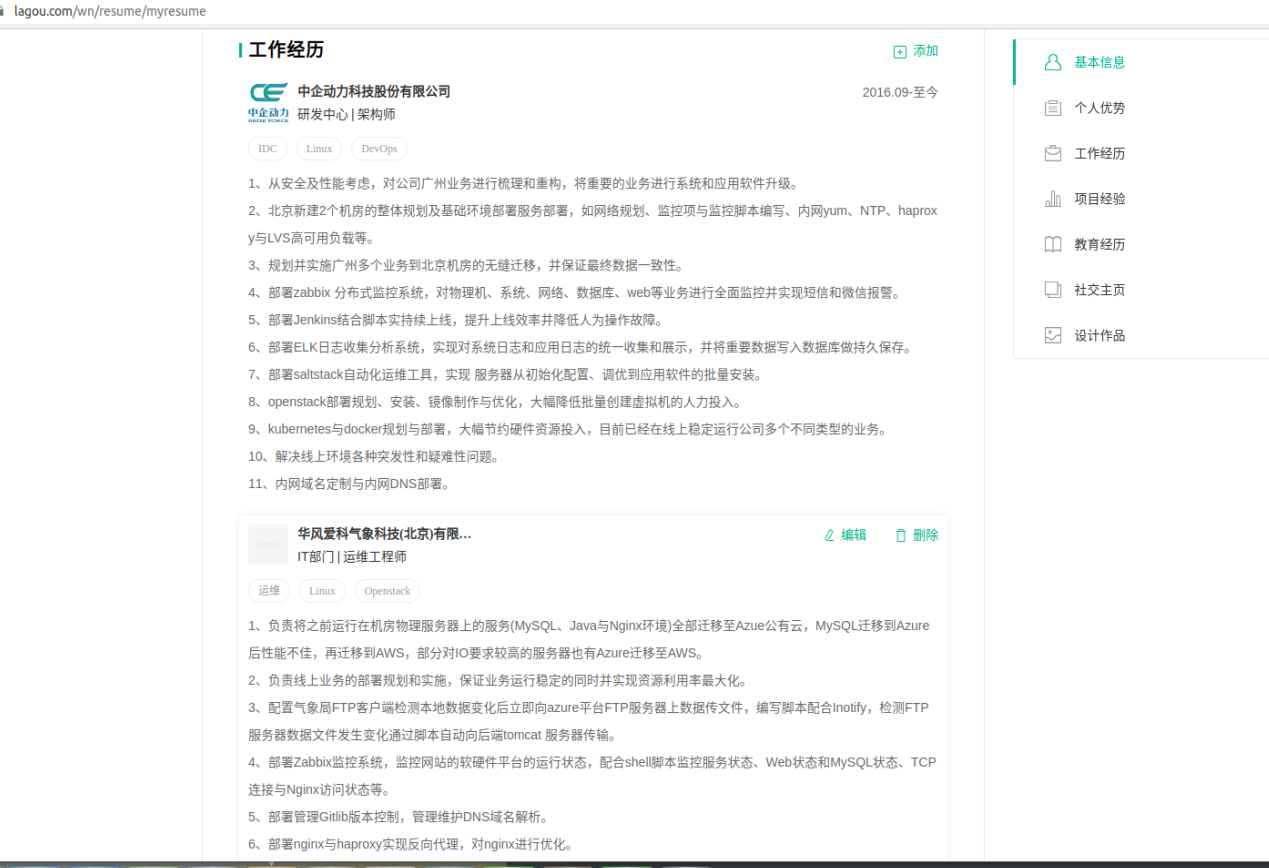 lagou.com/wn/resume/myresume
工作经历
添加
中企动力科技股份有限公司
2016.09-至今
中企动力
研发中心 | 架构师
IDC Linux DevOps
1、从安全及性能考虑，对公司广州业务进行梳理和重构，将重要的业务进行系统和应用软件升级。
2、北京新建2个机房的整体规划及基础环境部署服务部署，如网络规划、监控项与监控脚本编写、内网yum、NTP、haprox
y与LVS高可用负载等。
3、规划并实施广州多个业务到北京机房的无缝迁移，并保证最终数据一致性。
4、部署zabbix 分布式监控系统，对物理机、系统、网络、数据库、web等业务进行全面监控并实现短信和微信报警。
5、部署Jenkins结合脚本实持续上线，提升上线效率并降低人为操作故障。
6、部署ELK日志收集分析系统，实现对系统日志和应用日志的统一收集和展示，并将重要数据写入数据库做持久保存。
7、部署saltstack自动化运维工具，实现 服务器从初始化配置、调优到应用软件的批量安装。
8、openstack部署规划、安装、镜像制作与优化，大幅降低批量创建虚拟机的人力投入。
9、kubernetes与docker规划与部署，大幅节约硬件资源投入，目前已经在线上稳定运行公司多个不同类型的业务。
10、解决线上环境各种突发性和疑难性问题。
11、内网域名定制与内网DNS部署。
logo
华风爱科气象科技(北京)有限…
编辑
删除
IT部门 | 运维工程师
运维 Linux Openstack
1、负责将之前运行在机房物理服务器上的服务(MySQL、Java与Nginx环境)全部迁移至Azue公有云，MySQL迁移到Azure
后性能不佳，再迁移到AWS，部分对IO要求较高的服务器也有Azure迁移至AWS。
2、负责线上业务的部署规划和实施，保证业务运行稳定的同时并实现资源利用率最大化。
3、配置气象局FTP客户端检测本地数据变化后立即向azure平台FTP服务器上数据传文件，编写脚本配合Inotify，检测FTP
服务器数据文件发生变化通过脚本自动向后端tomcat 服务器传输。
4、部署Zabbix监控系统，监控网站的软硬件平台的运行状态，配合shell脚本监控服务状态、Web状态和MySQL状态、TCP
连接与Nginx访问状态等。
5、部署管理Gitlib版本控制，管理维护DNS域名解析。
6、部署nginx与haproxy实现反向代理，对nginx进行优化。
基本信息
个人优势
工作经历
项目经验
教育经历
社交主页
设计作品